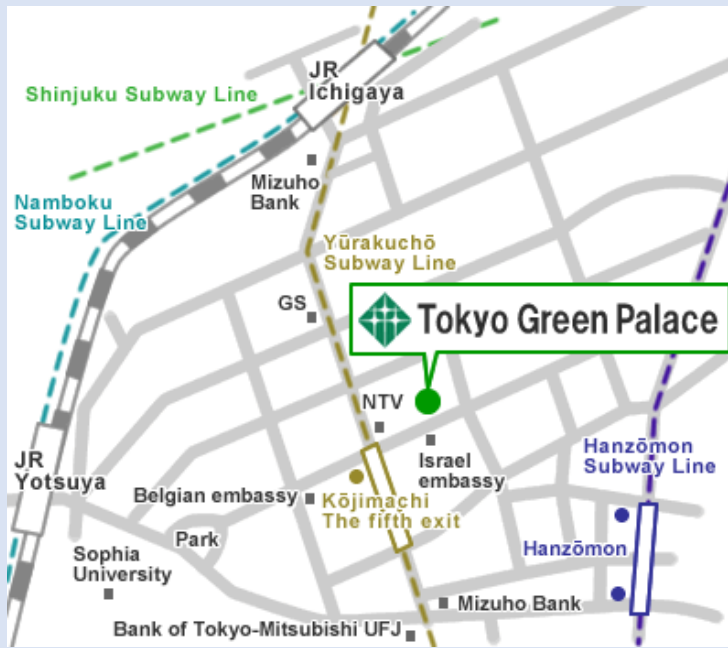 JR
Ichigaya
Shinjuku Subway Line
Mizuho
Bank
Namboku
Subway Line
Yūrakuchō
Subway Line
GS
Tokyo Green Palace
NTV
Israel
embassy
Hanzōmon
Subway Line
JR
Yotsuya
Belgian embassy
Kōjimachi
The fifth exit
Park
Hanzōmon
Sophia
University
Mizuho Bank
Bank of Tokyo-Mitsubishi UFJ